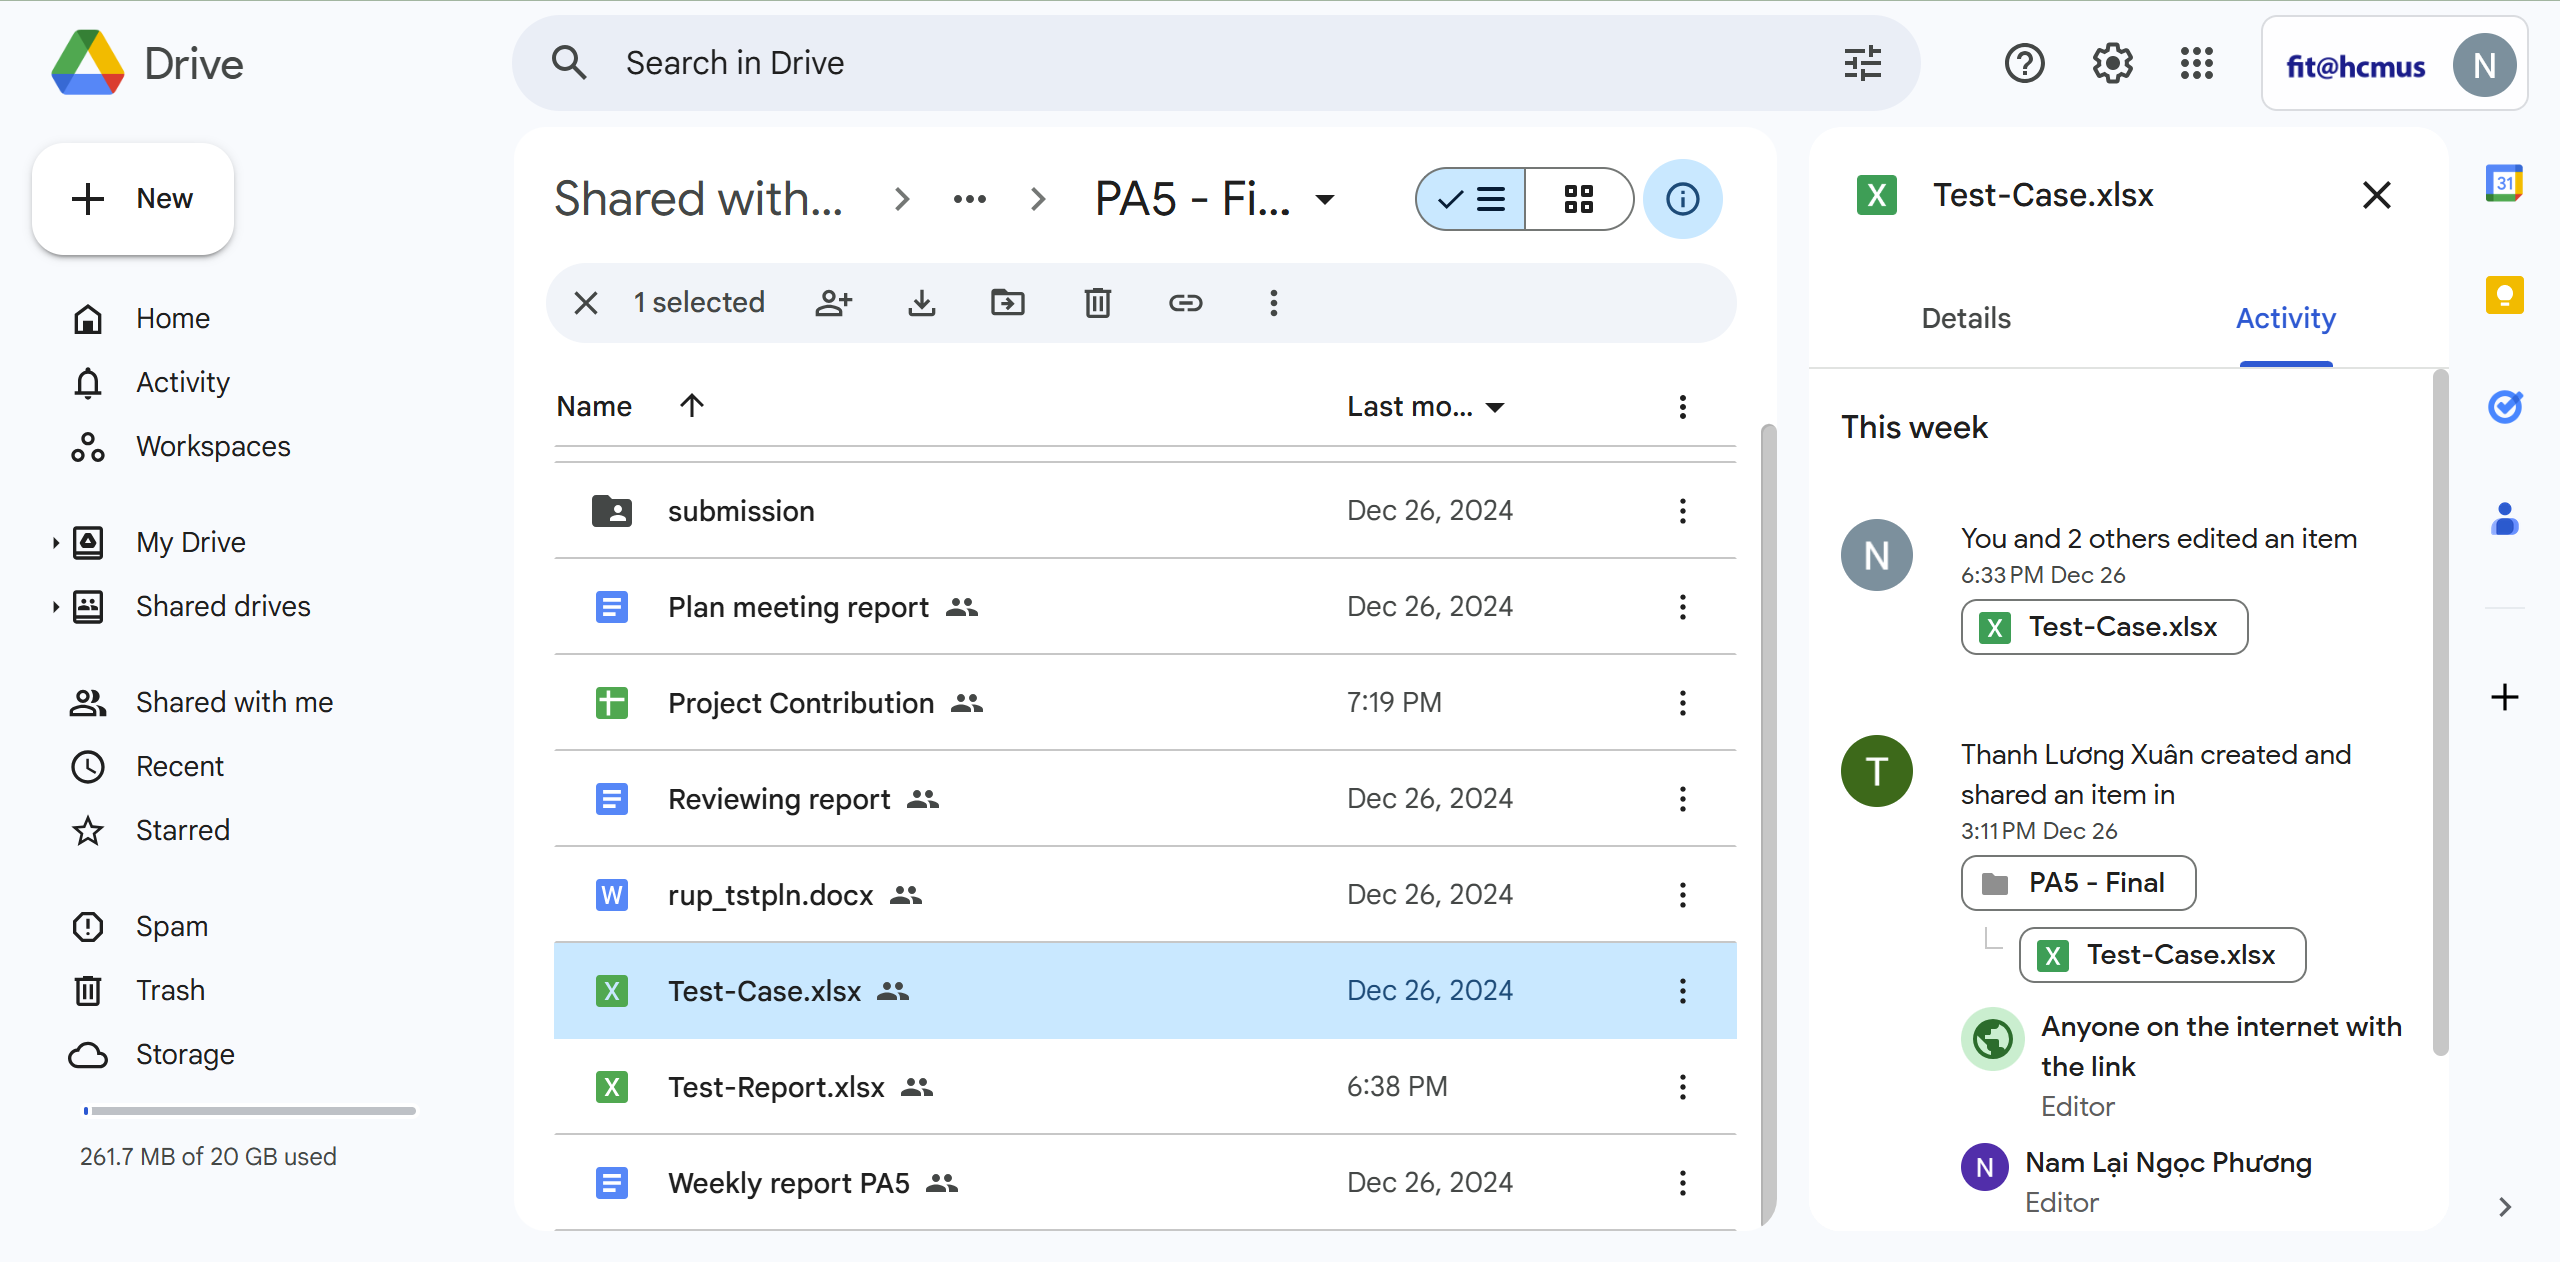 Drive
Search in Drive
fit@hcmus
N
New
Home
Activity
Workspaces
My Drive
Shared drives
Shared with me
Recent
Starred
Spam
Trash
Storage
261.7 MB of 20 GB used
Shared with...
PA5 - Fi...
1 selected
Name
Last mo...
submission
Dec 26, 2024
Plan meeting report
Dec 26, 2024
Project Contribution
7:19 PM
Reviewing report
Dec 26, 2024
W
rup_tstpln.docx
Dec 26, 2024
X
Test-Case.xlsx
Dec 26, 2024
X
Test-Report.xlsx
6:38 PM
Weekly report PA5
Dec 26, 2024
X
Test-Case.xlsx
Details
Activity
This week
N
You and 2 others edited an item
6:33 PM Dec 26
X
Test-Case.xlsx
T
Thanh Lương Xuân created and
shared an item in
3:11 PM Dec 26
PA5 - Final
X
Test-Case.xlsx
Anyone on the internet with
the link
Editor
N
Nam Lại Ngọc Phương
Editor
31